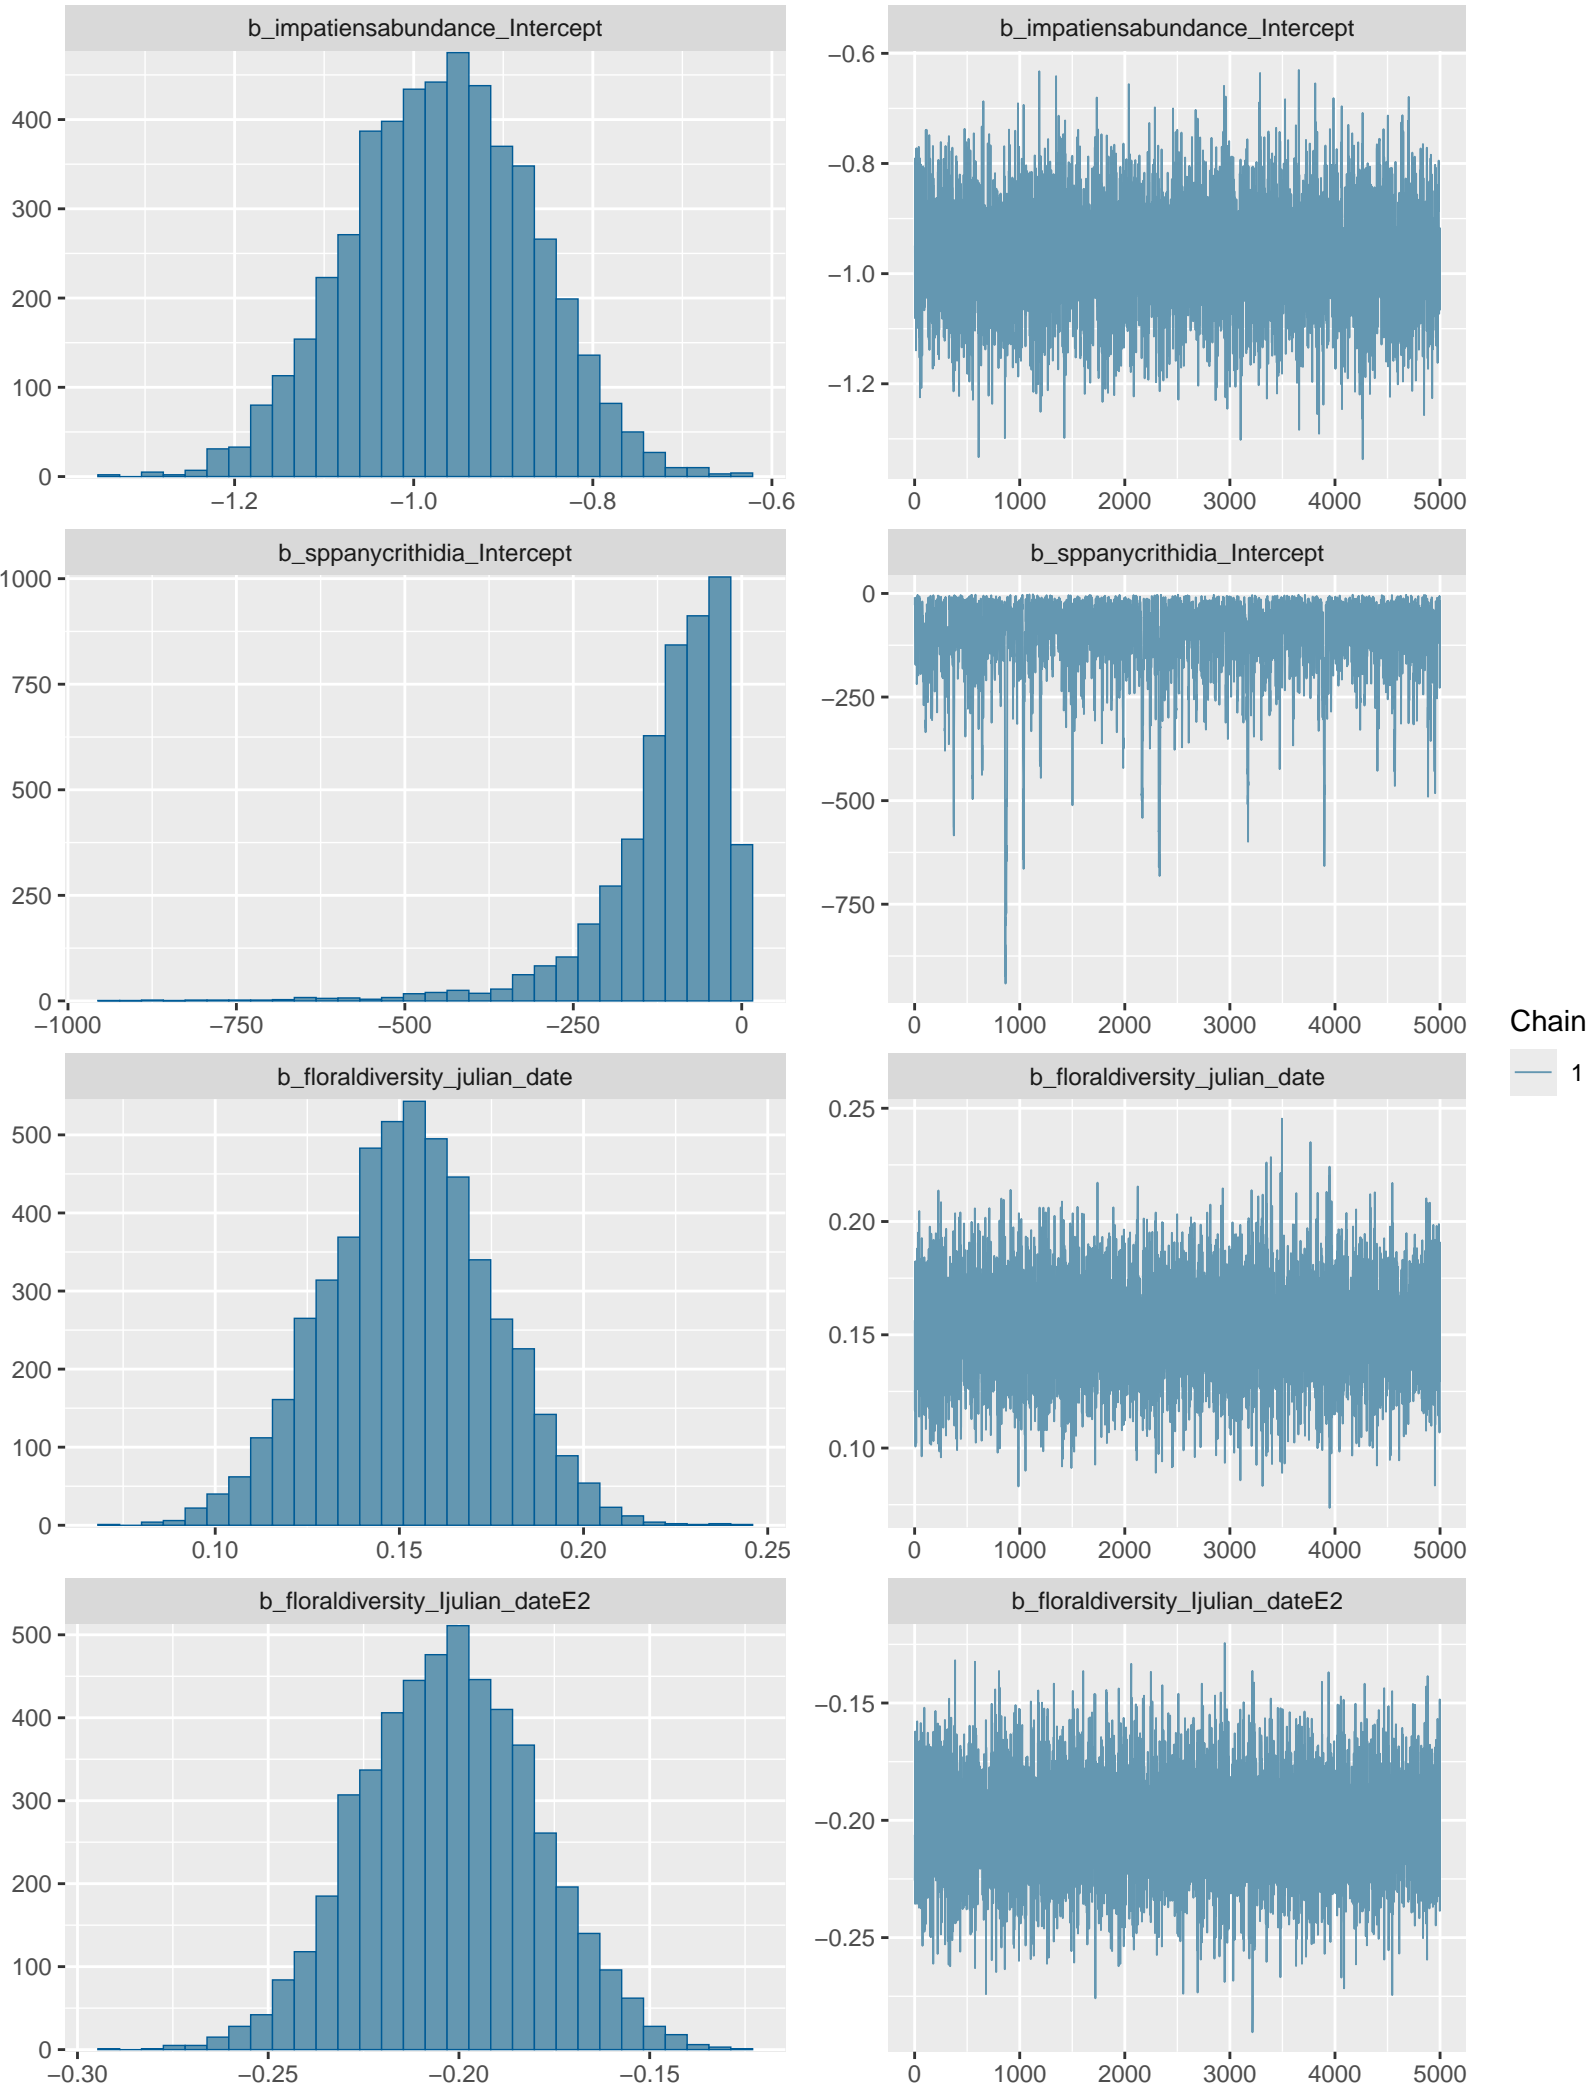 b_impatiensabundance_Intercept
b_impatiensabundance_Intercept
400
300
200
100
0
−1.2 −1.0 −0.8 −0.6
−0.6
−0.8
−1.0
−1.2
0 1000 2000 3000 4000 5000
b_sppanycrithidia_Intercept
b_sppanycrithidia_Intercept
1000
750
500
250
0
−1000 −750 −500 −250 0
0
−250
−500
−750
0 1000 2000 3000 4000 5000
Chain
1
b_floraldiversity_julian_date
b_floraldiversity_julian_date
500
400
300
200
100
0
0.10 0.15 0.20 0.25
0.25
0.20
0.15
0.10
0 1000 2000 3000 4000 5000
b_floraldiversity_Ijulian_dateE2
b_floraldiversity_Ijulian_dateE2
500
400
300
200
100
0
−0.30 −0.25 −0.20 −0.15
−0.15
−0.20
−0.25
0 1000 2000 3000 4000 5000